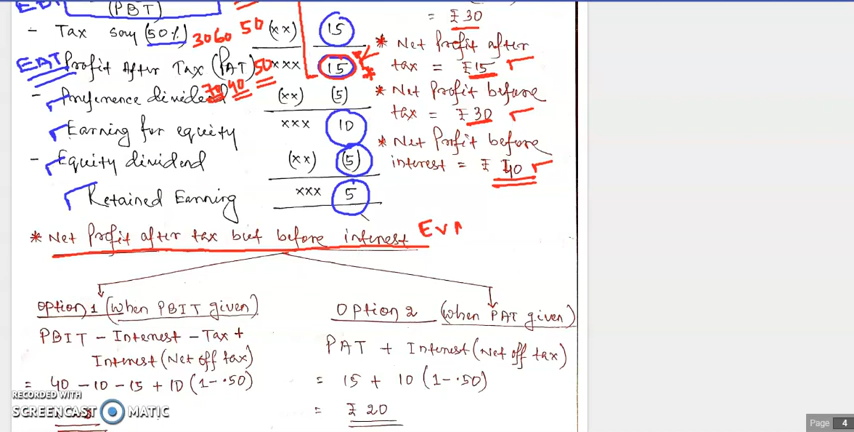 (PBT)
= ₹ 30
- Tax say (50%) 3060 50 (xx) 15
* Net Profit after
EAT Profit After Tax (PAT) 50 xxx 15
tax = ₹15
- Preference dividend 70 40 (xx) (5)
* Net Profit before
tax = ₹30
Earning for equity xxx 10
* Net Profit before
- Equity dividend (xx) (5)
interest = ₹ 40
Retained Earning xxx 5
* Net Profit after tax but before interest EVA
Option 1 (when PBIT given)
PBIT - Interest - Tax +
Interest (Net off tax)
= 40 - 10 - 15 + 10 (1 - .50)
Option 2 (when PAT given)
PAT + Interest (Net off tax)
= 15 + 10 (1 - .50)
= ₹ 20
RECORDED WITH
SCREENCAST MATIC
Page 4